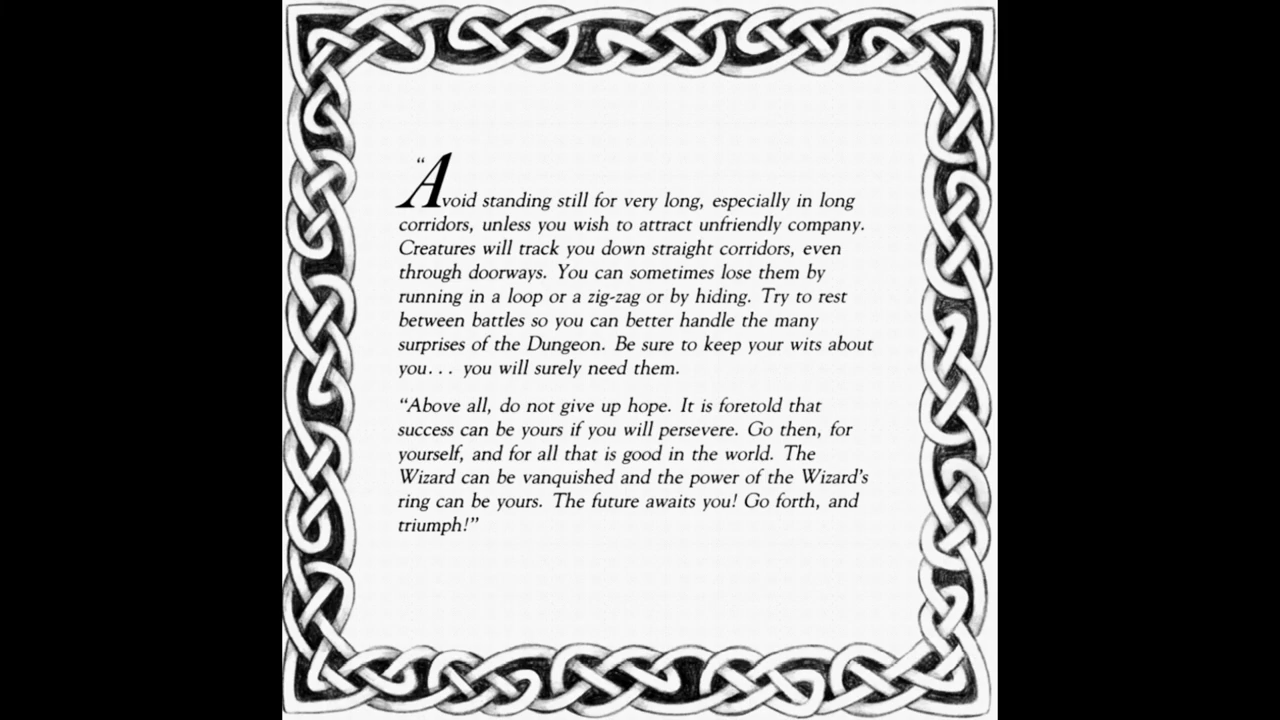 “Avoid standing still for very long, especially in long
corridors, unless you wish to attract unfriendly company.
Creatures will track you down straight corridors, even
through doorways. You can sometimes lose them by
running in a loop or a zig-zag or by hiding. Try to rest
between battles so you can better handle the many
surprises of the Dungeon. Be sure to keep your wits about
you. . . you will surely need them.
“Above all, do not give up hope. It is foretold that
success can be yours if you will persevere. Go then, for
yourself, and for all that is good in the world. The
Wizard can be vanquished and the power of the Wizard’s
ring can be yours. The future awaits you! Go forth, and
triumph!”